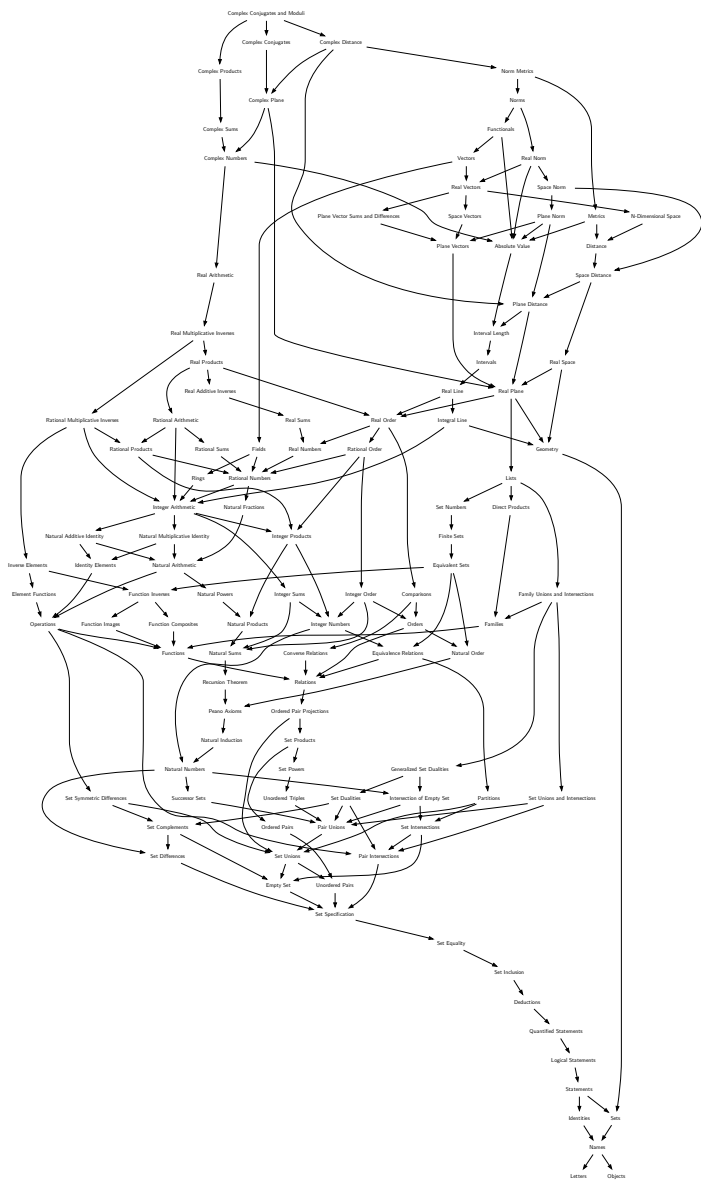 Complex Conjugates and Moduli
Complex Conjugates
Complex Distance
Complex Products
Norm Metrics
Complex Plane
Norms
Complex Sums
Functionals
Complex Numbers
Vectors
Real Norm
Real Vectors
Space Norm
Plane Vector Sums and Differences
Space Vectors
Plane Norm
Metrics
N-Dimensional Space
Plane Vectors
Absolute Value
Distance
Real Arithmetic
Space Distance
Plane Distance
Real Multiplicative Inverses
Interval Length
Real Products
Intervals
Real Space
Real Additive Inverses
Real Line
Real Plane
Rational Multiplicative Inverses
Rational Arithmetic
Real Sums
Real Order
Integral Line
Rational Products
Rational Sums
Fields
Real Numbers
Rational Order
Geometry
Rings
Rational Numbers
Lists
Integer Arithmetic
Natural Fractions
Set Numbers
Direct Products
Natural Additive Identity
Natural Multiplicative Identity
Integer Products
Finite Sets
Inverse Elements
Identity Elements
Natural Arithmetic
Equivalent Sets
Element Functions
Function Inverses
Natural Powers
Integer Sums
Integer Order
Comparisons
Family Unions and Intersections
Operations
Function Images
Function Composites
Natural Products
Integer Numbers
Orders
Families
Functions
Natural Sums
Converse Relations
Equivalence Relations
Natural Order
Recursion Theorem
Relations
Peano Axioms
Ordered Pair Projections
Natural Induction
Set Products
Natural Numbers
Set Powers
Generalized Set Dualities
Set Symmetric Differences
Successor Sets
Unordered Triples
Set Dualities
Intersection of Empty Set
Partitions
Set Unions and Intersections
Set Complements
Ordered Pairs
Pair Unions
Set Intersections
Set Differences
Set Unions
Pair Intersections
Empty Set
Unordered Pairs
Set Specification
Set Equality
Set Inclusion
Deductions
Quantified Statements
Logical Statements
Statements
Identities
Sets
Names
Letters
Objects